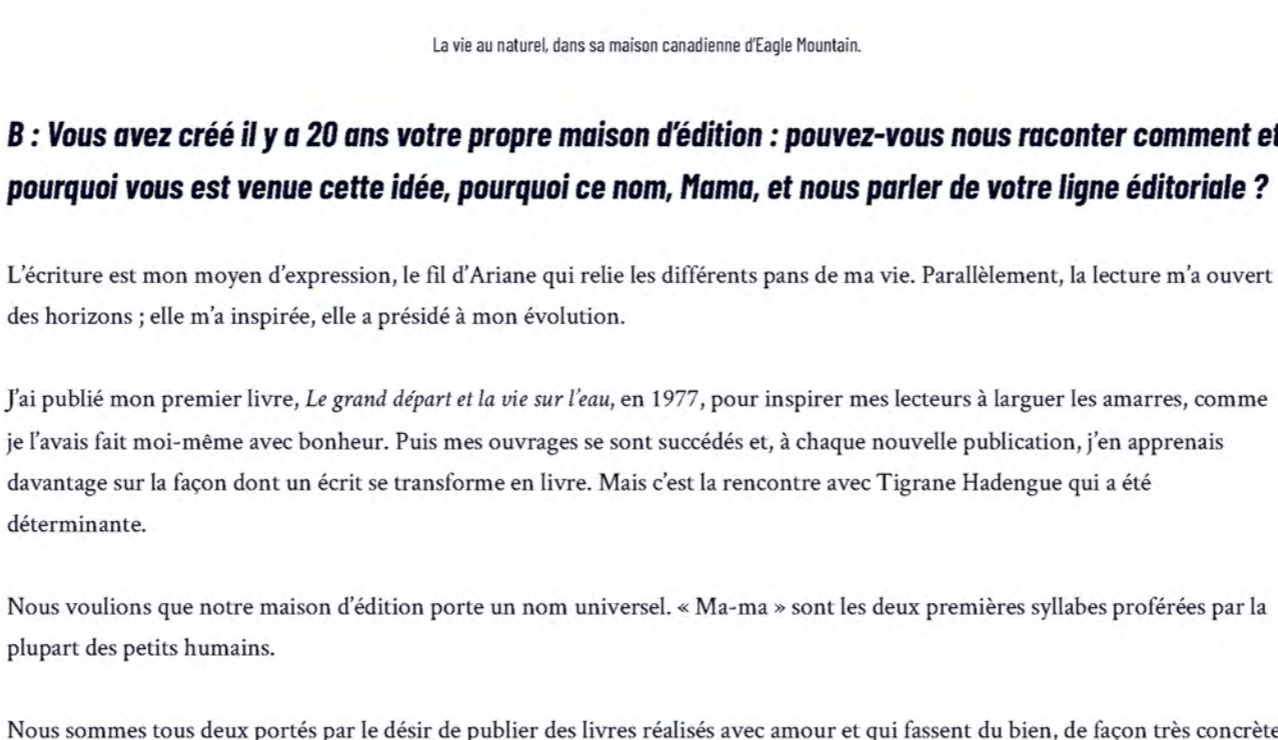 La vie au naturel, dans sa maison canadienne d'Eagle Mountain.
B : Vous avez créé il y a 20 ans votre propre maison d'édition : pouvez-vous nous raconter comment et
pourquoi vous est venue cette idée, pourquoi ce nom, Mama, et nous parler de votre ligne éditoriale ?
L'écriture est mon moyen d'expression, le fil d'Ariane qui relie les différents pans de ma vie. Parallèlement, la lecture m'a ouvert
des horizons ; elle m'a inspirée, elle a présidé à mon évolution.
J'ai publié mon premier livre, Le grand départ et la vie sur l'eau, en 1977, pour inspirer mes lecteurs à larguer les amarres, comme
je l'avais fait moi-même avec bonheur. Puis mes ouvrages se sont succédés et, à chaque nouvelle publication, j'en apprenais
davantage sur la façon dont un écrit se transforme en livre. Mais c'est la rencontre avec Tigrane Hadengue qui a été
déterminante.
Nous voulions que notre maison d'édition porte un nom universel. « Ma-ma » sont les deux premières syllabes proférées par la
plupart des petits humains.
Nous sommes tous deux portés par le désir de publier des livres réalisés avec amour et qui fassent du bien, de façon très concrète